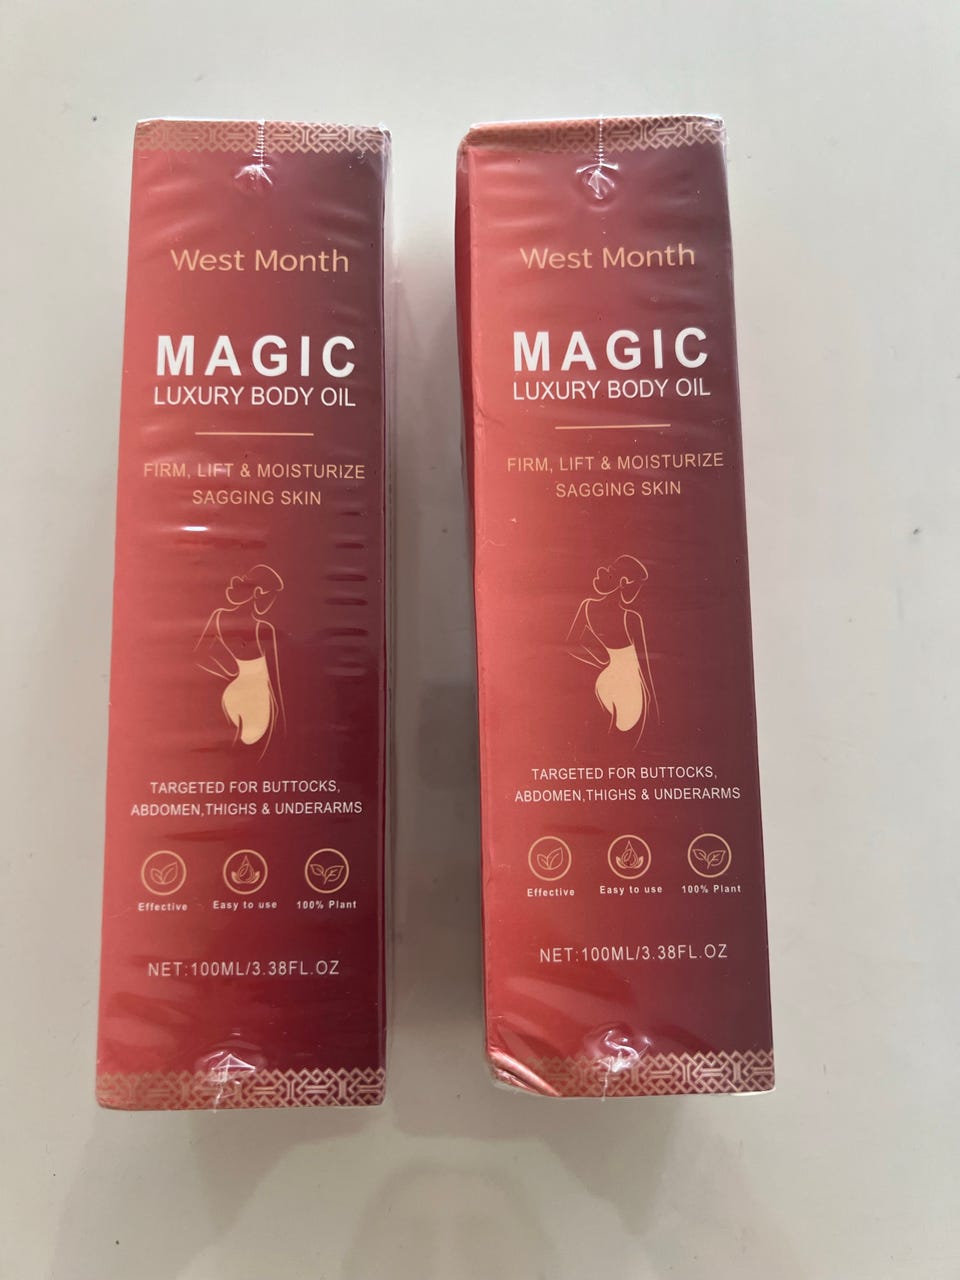 West Month
MAGIC
LUXURY BODY OIL
FIRM, LIFT & MOISTURIZE
SAGGING SKIN
TARGETED FOR BUTTOCKS,
ABDOMEN,THIGHS & UNDERARMS
Effective
Easy to use
100% Plant
NET:100ML/3.38FL.OZ
West Month
MAGIC
LUXURY BODY OIL
FIRM, LIFT & MOISTURIZE
SAGGING SKIN
TARGETED FOR BUTTOCKS,
ABDOMEN,THIGHS & UNDERARMS
Effective
Easy to use
100% Plant
NET:100ML/3.38FL.OZ